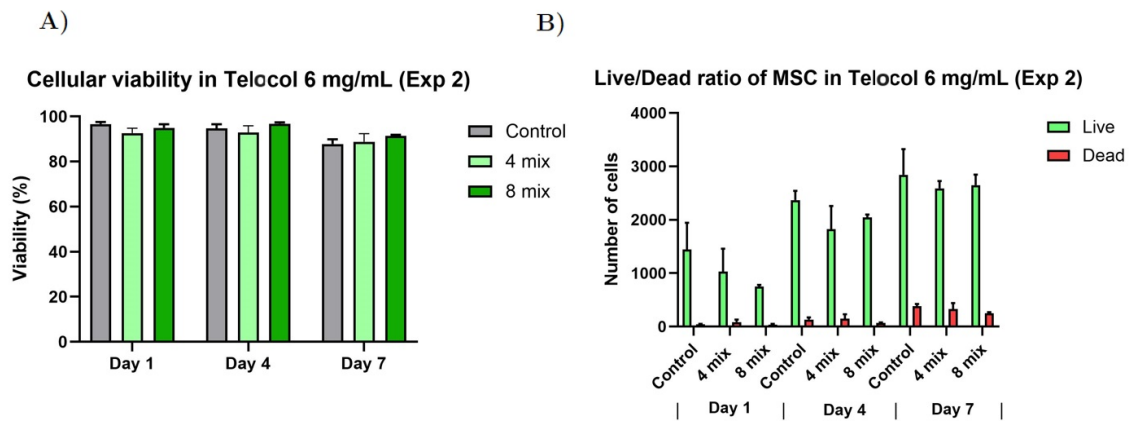 A)
Cellular viability in Telocol 6 mg/mL (Exp 2)
Viability (%)
100
80
60
40
20
0
Day 1
Day 4
Day 7
Control
4 mix
8 mix
B)
Live/Dead ratio of MSC in Telocol 6 mg/mL (Exp 2)
Number of cells
4000
3000
2000
1000
0
Control
4 mix
8 mix
Control
4 mix
8 mix
Control
4 mix
8 mix
| Day 1 | Day 4 | Day 7 |
Live
Dead